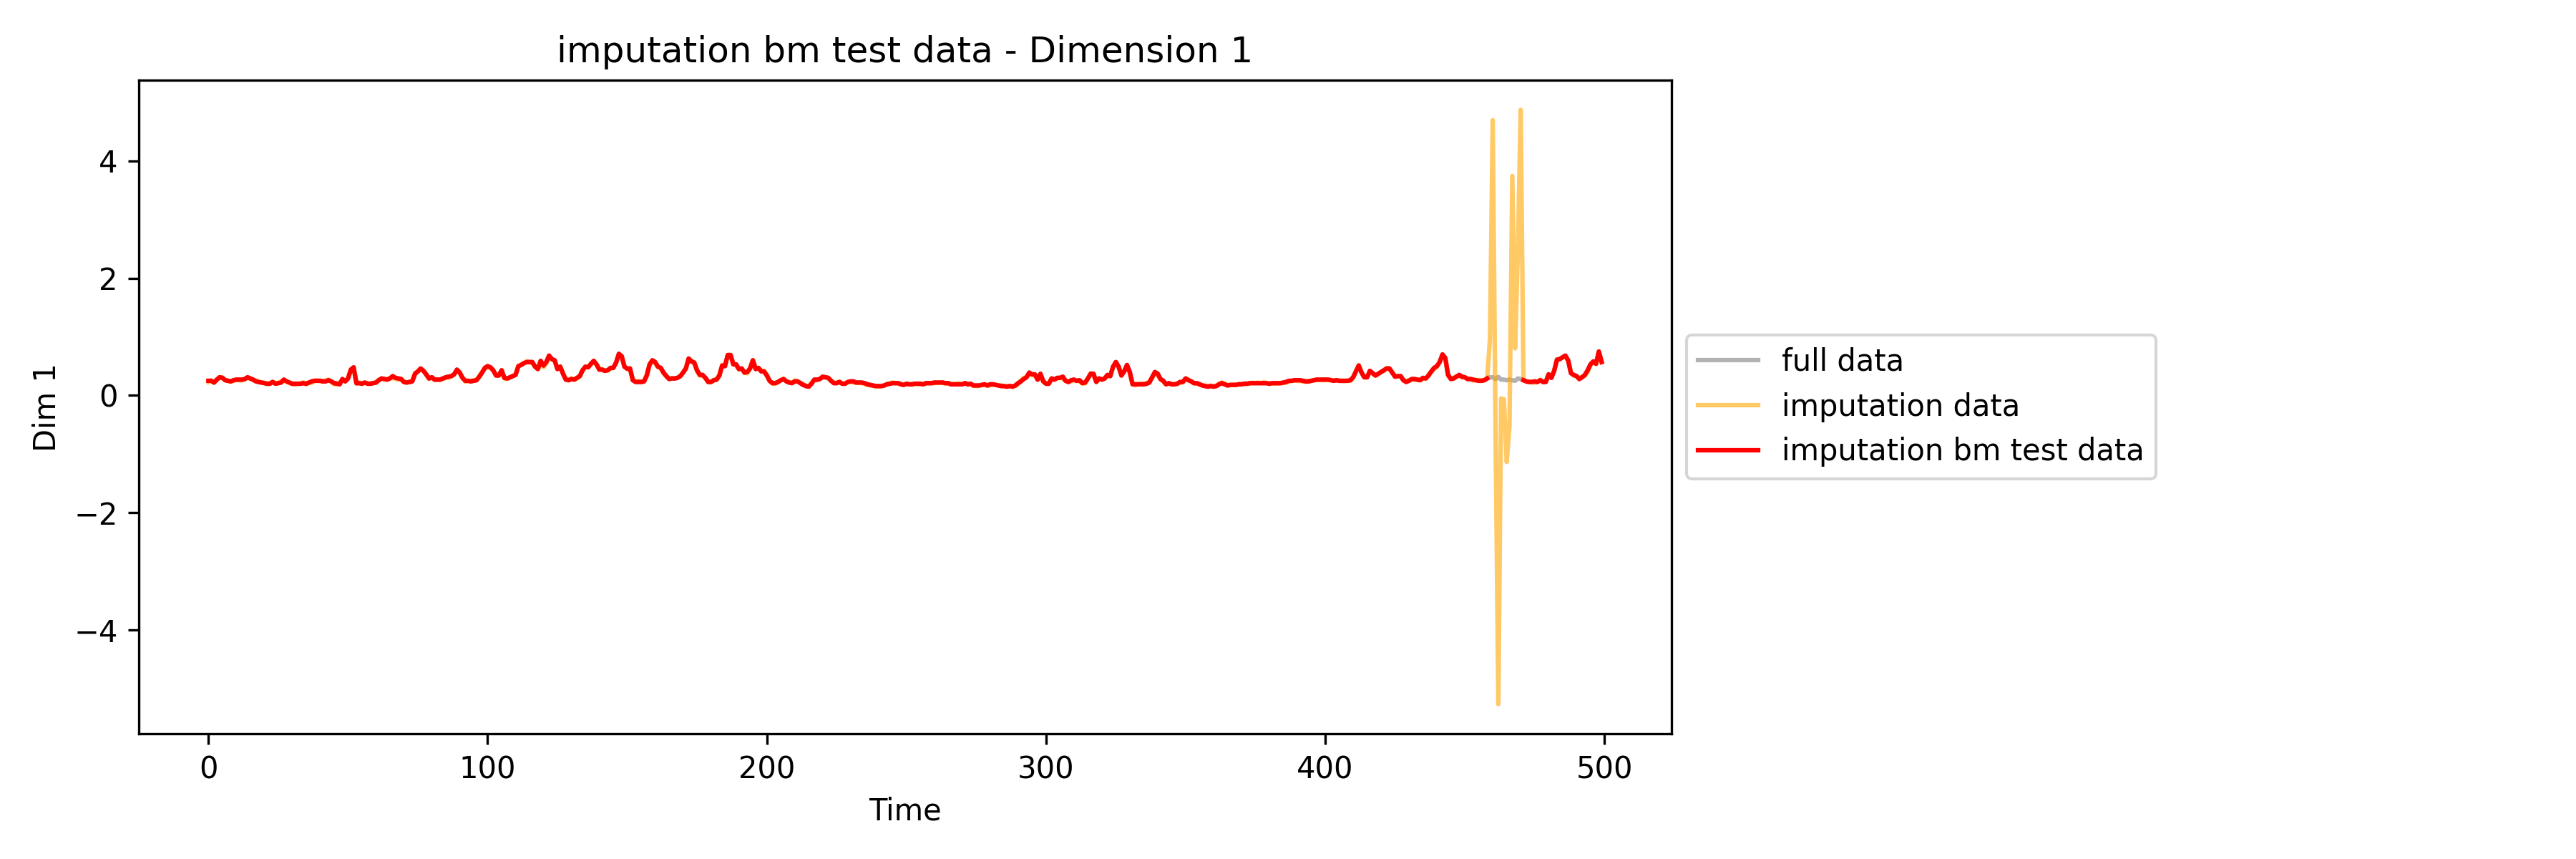 imputation bm test data - Dimension 1
Dim 1
4
2
0
−2
−4
0 100 200 300 400 500
Time
full data
imputation data
imputation bm test data